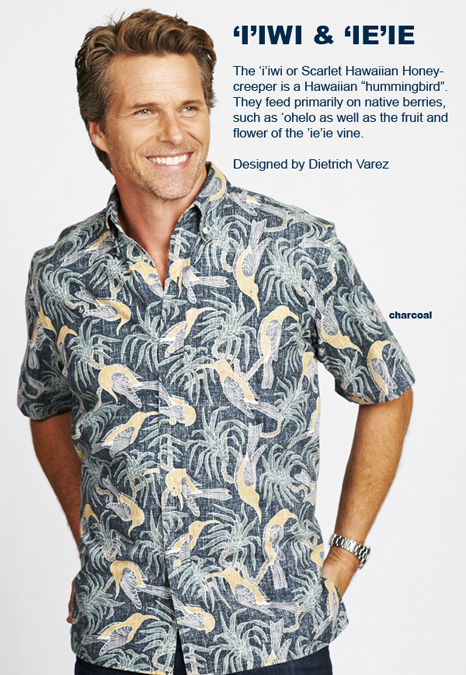 ‘I’IWI & ‘IE’IE
The ‘i’iwi or Scarlet Hawaiian Honey-
creeper is a Hawaiian “hummingbird”.
They feed primarily on native berries,
such as ‘ohelo as well as the fruit and
flower of the ’ie’ie vine.
Designed by Dietrich Varez
charcoal